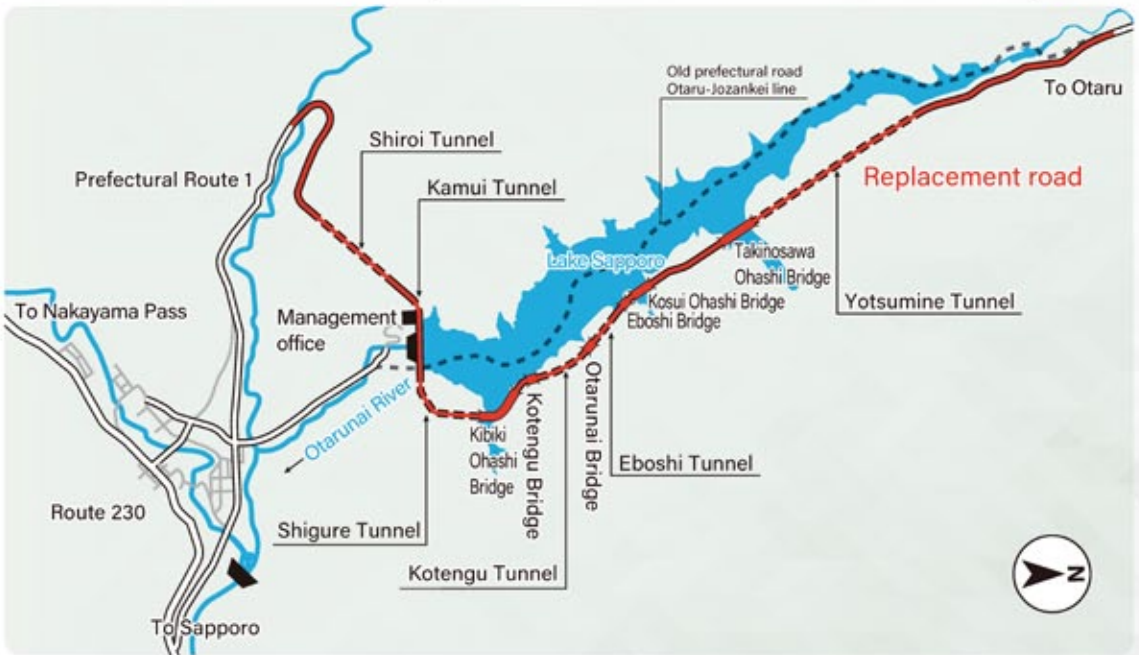 Old prefectural road
Otaru-Jozankei line
To Otaru
Shiroi Tunnel
Prefectural Route 1
Kamui Tunnel
Replacement road
Lake Sapporo
Takinosawa
Ohashi Bridge
To Nakayama Pass
Management
office
Kosui Ohashi Bridge
Eboshi Bridge
Yotsumine Tunnel
Otarunai River
Kibiki
Ohashi
Bridge
Kotengu Bridge
Otarunai Bridge
Eboshi Tunnel
Route 230
Shigure Tunnel
Kotengu Tunnel
To Sapporo
N